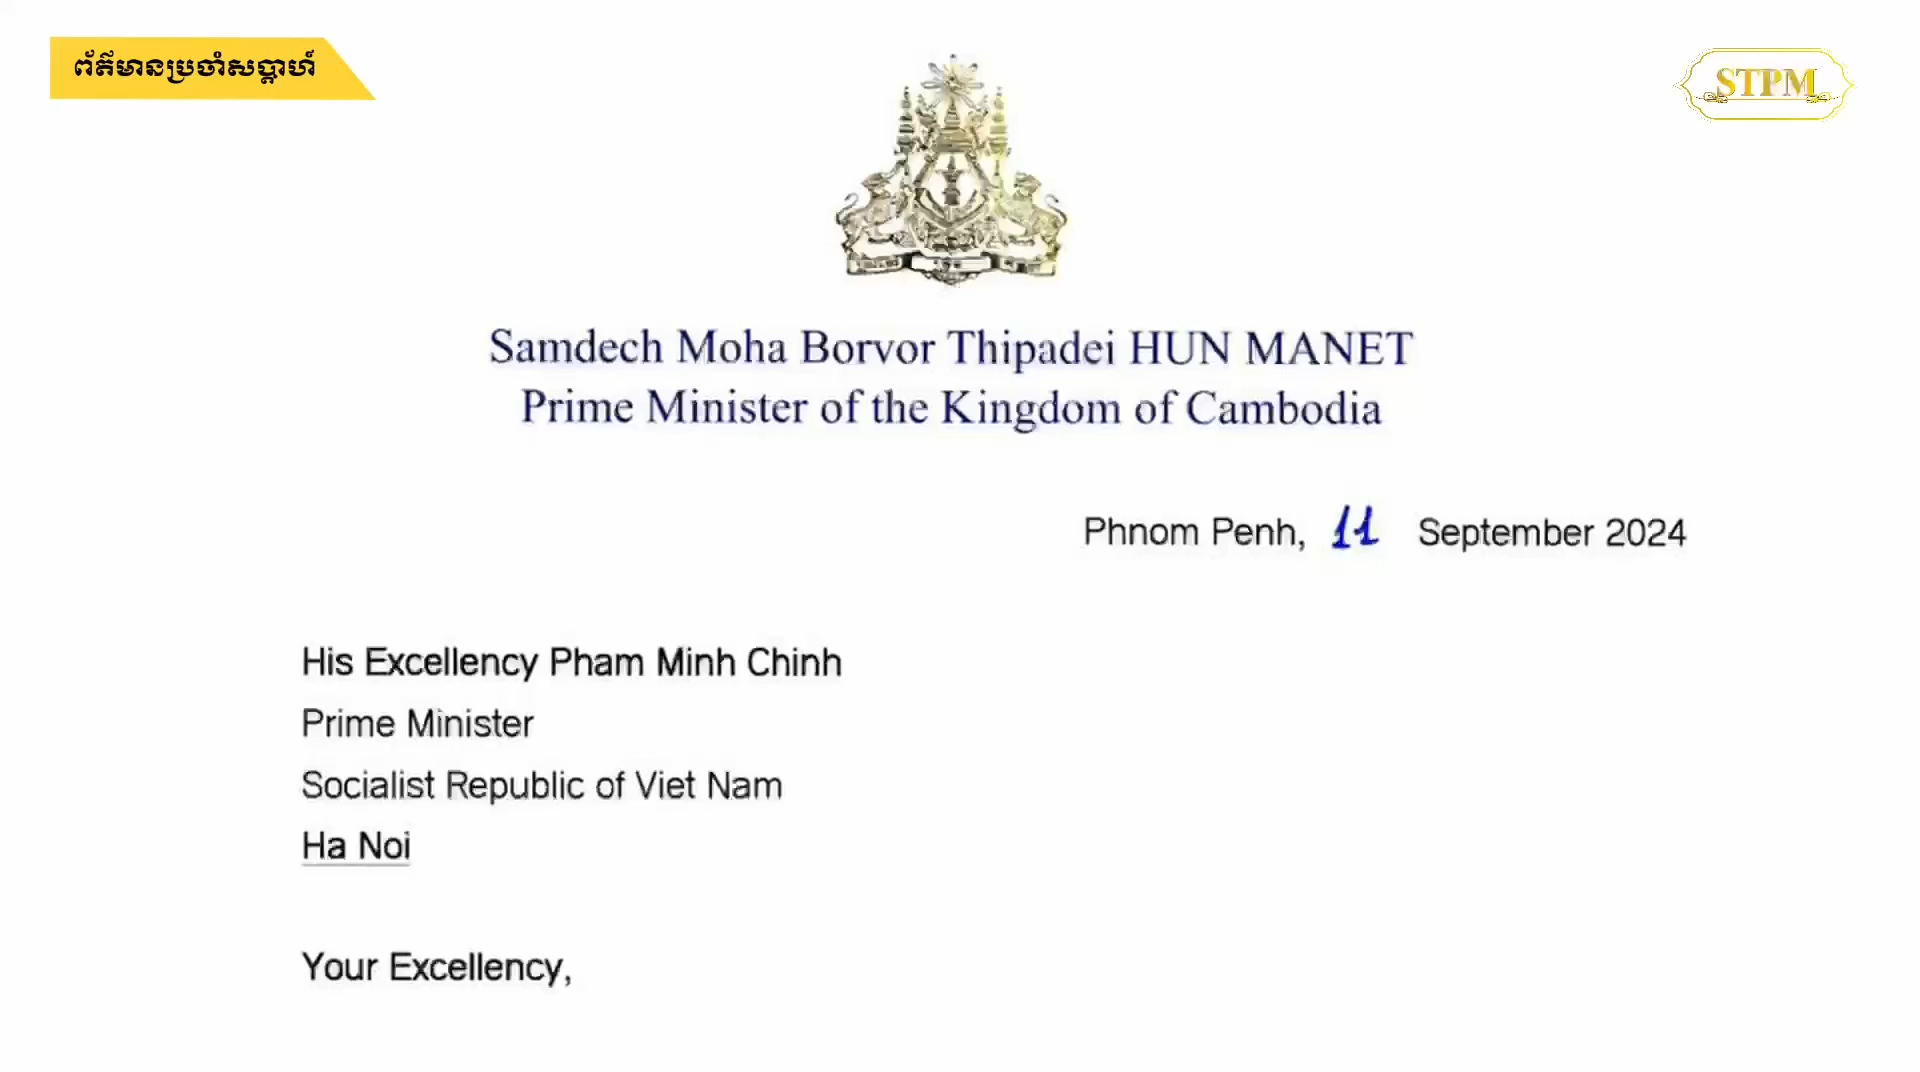 ព័ត៌មានប្រចាំសប្តាហ៍
STPM
Samdech Moha Borvor Thipadei HUN MANET
Prime Minister of the Kingdom of Cambodia
Phnom Penh, 11 September 2024
His Excellency Pham Minh Chinh
Prime Minister
Socialist Republic of Viet Nam
Ha Noi
Your Excellency,